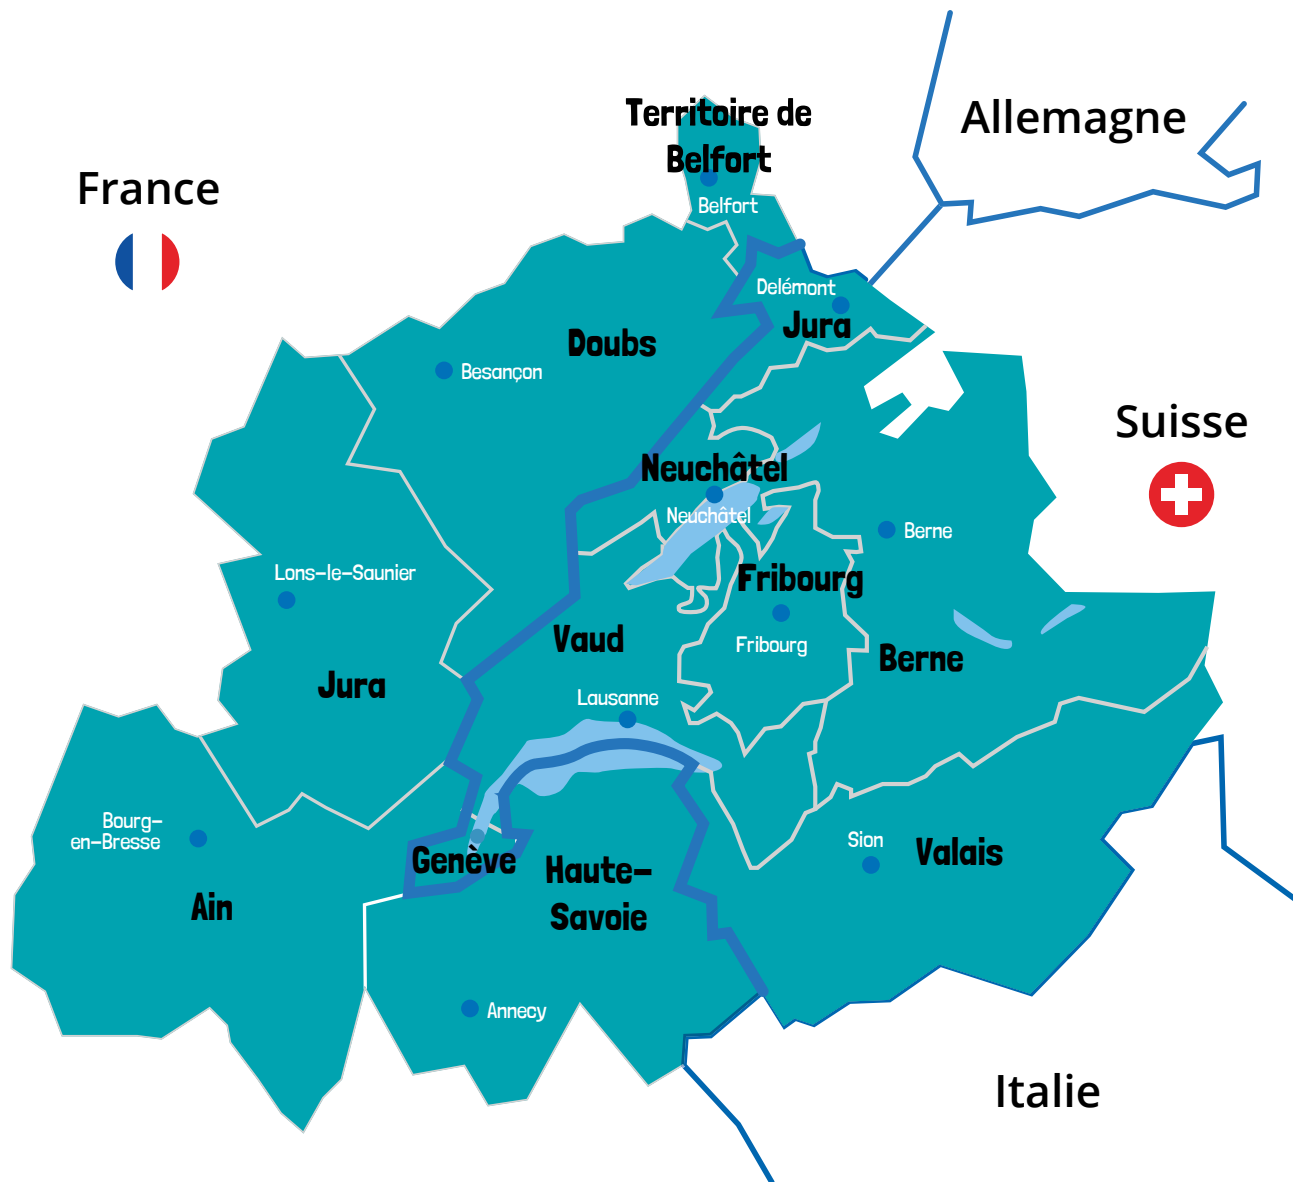 Territoire de
Belfort
Allemagne
France
Belfort
Delémont
Jura
Doubs
Besançon
Suisse
Neuchâtel
Neuchâtel
Berne
Lons-le-Saunier
Fribourg
Vaud
Fribourg
Berne
Jura
Lausanne
Bourg-
en-Bresse
Sion
Valais
Genève
Haute-
Savoie
Ain
Annecy
Italie